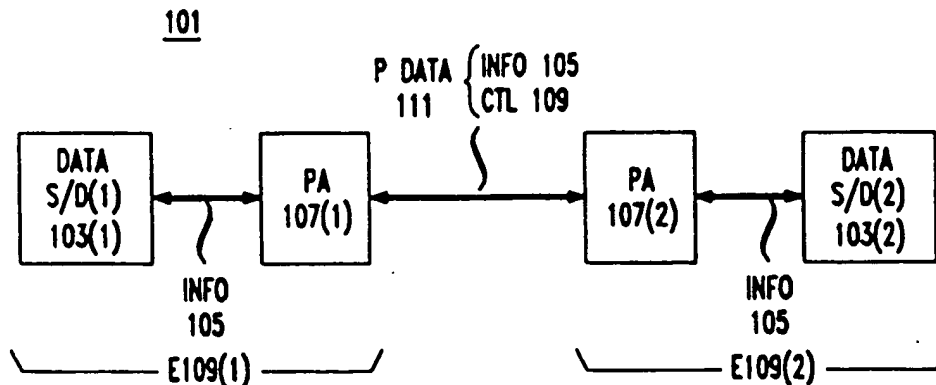 101
P DATA
111
INFO 105
CTL 109
DATA
S/D(1)
103(1)
PA
107(1)
PA
107(2)
DATA
S/D(2)
103(2)
INFO
105
INFO
105
E109(1)
E109(2)